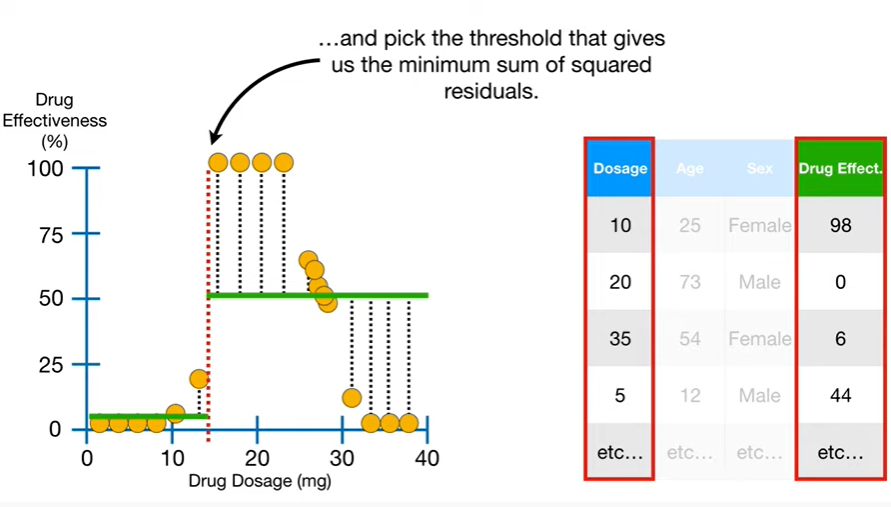 …and pick the threshold that gives
us the minimum sum of squared
residuals.
Drug
Effectiveness
(%)
100
75
50
25
0
0 10 20 30 40
Drug Dosage (mg)
Dosage Age Sex Drug Effect.
10 25 Female 98
20 73 Male 0
35 54 Female 6
5 12 Male 44
etc… etc… etc… etc…